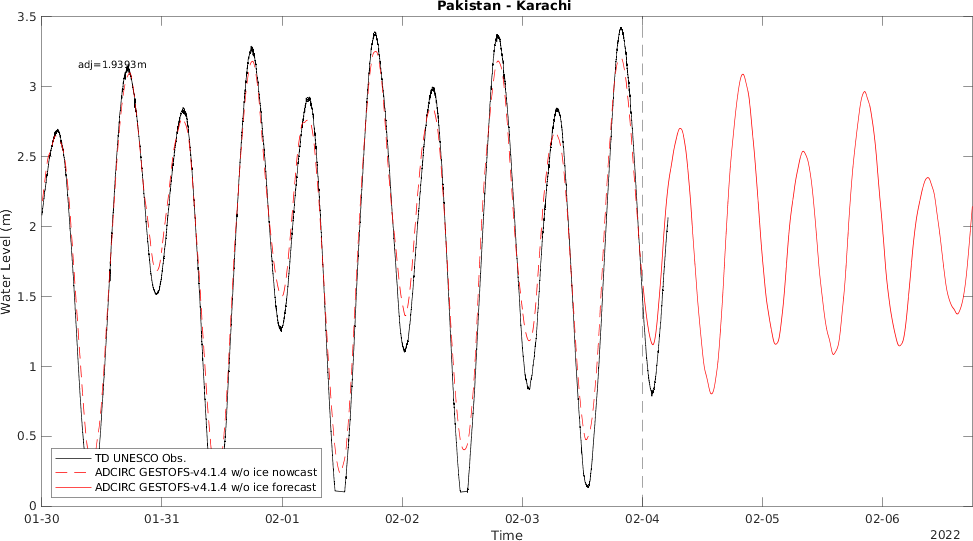 Pakistan - Karachi
adj=1.9393m
3.5
3
2.5
2
1.5
1
0.5
0
Water Level (m)
TD UNESCO Obs.
ADCIRC GESTOFS-v4.1.4 w/o ice nowcast
ADCIRC GESTOFS-v4.1.4 w/o ice forecast
01-30 01-31 02-01 02-02 02-03 02-04 02-05 02-06
Time
2022